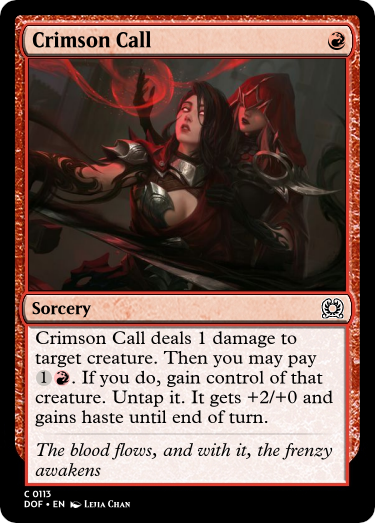 Crimson Call
Sorcery
Crimson Call deals 1 damage to
target creature. Then you may pay
1 . If you do, gain control of that
creature. Untap it. It gets +2/+0 and
gains haste until end of turn.
The blood flows, and with it, the frenzy
awakens
C 0113
DOF • EN Lejia Chan